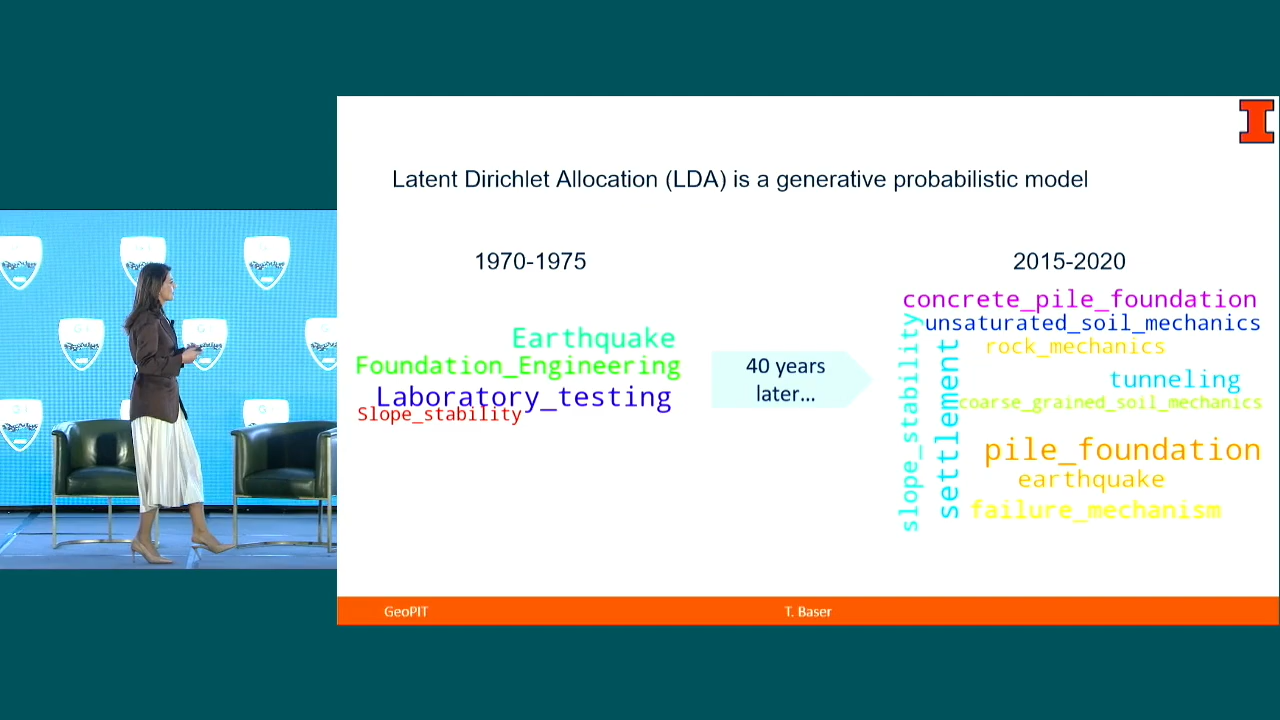 Latent Dirichlet Allocation (LDA) is a generative probabilistic model
1970-1975
Earthquake
Foundation_Engineering
Laboratory_testing
Slope_stability
40 years
later...
2015-2020
concrete_pile_foundation
unsaturated_soil_mechanics
rock_mechanics
tunneling
coarse_grained_soil_mechanics
slope_stability
settlement
pile_foundation
earthquake
failure_mechanism
GeoPIT
T. Baser